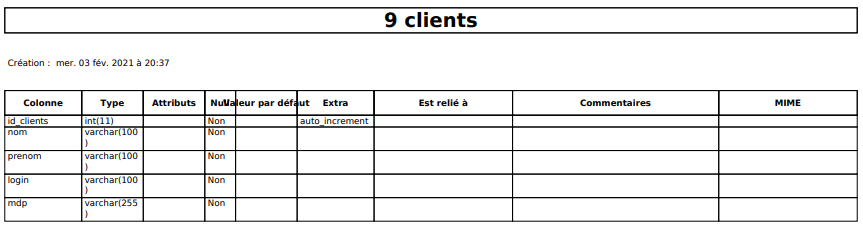 9 clients
Création : mer. 03 fév. 2021 à 20:37
Colonne Type Attributs Null Valeur par défaut Extra Est relié à Commentaires MIME
id_clients int(11) Non auto_increment
nom varchar(100 Non
)
prenom varchar(100 Non
)
login varchar(100 Non
)
mdp varchar(255 Non
)